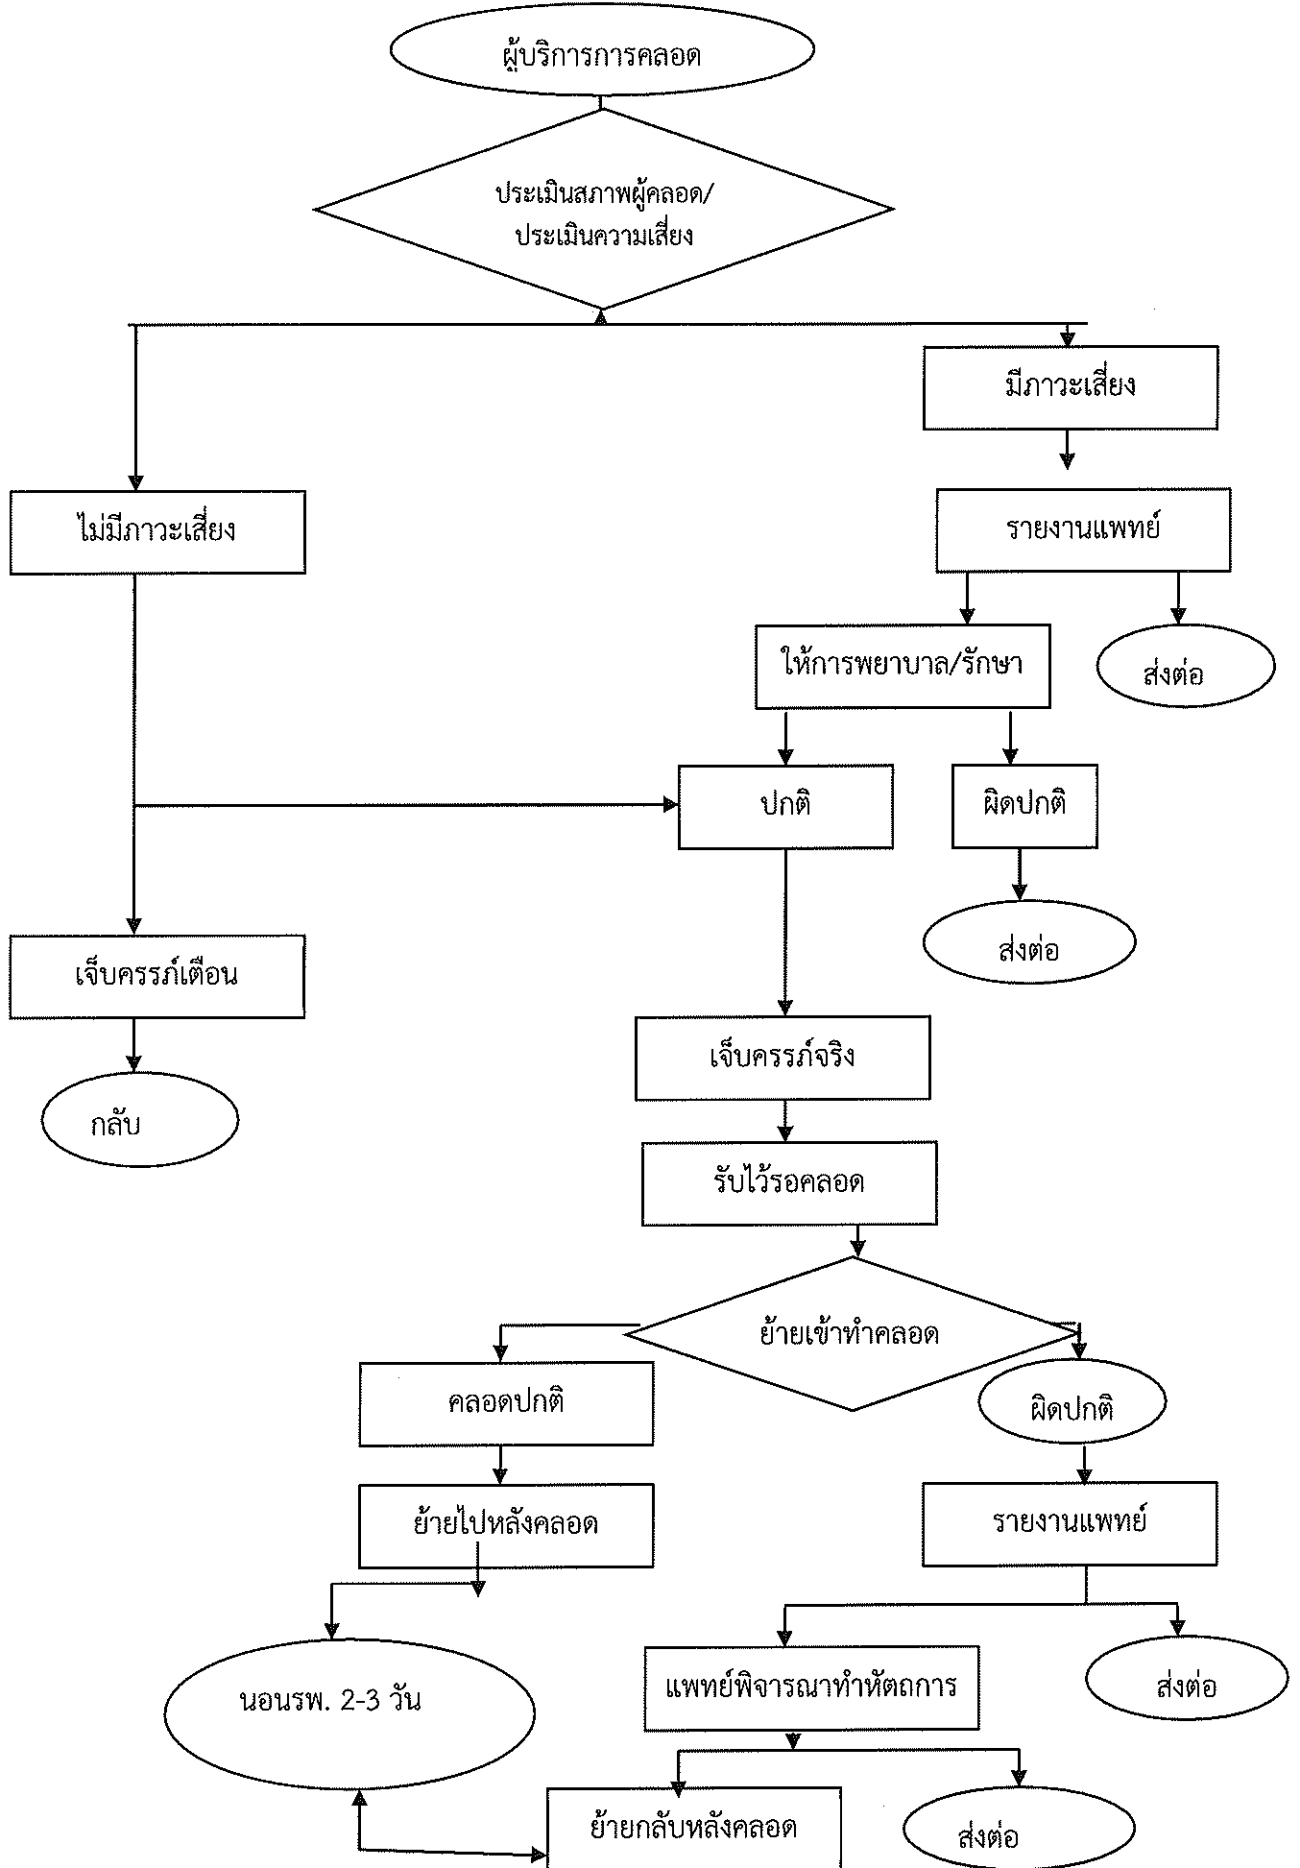 ผู้บริการการคลอด
ประเมินสภาพผู้คลอด/
ประเมินความเสี่ยง
มีภาวะเสี่ยง
ไม่มีภาวะเสี่ยง
รายงานแพทย์
ให้การพยาบาล/รักษา
ส่งต่อ
ปกติ
ผิดปกติ
ส่งต่อ
เจ็บครรภ์เตือน
เจ็บครรภ์จริง
กลับ
รับไว้รอคลอด
ย้ายเข้าทำคลอด
คลอดปกติ
ผิดปกติ
ย้ายไปหลังคลอด
รายงานแพทย์
นอนรพ. 2-3 วัน
แพทย์พิจารณาทำหัตถการ
ส่งต่อ
ย้ายกลับหลังคลอด
ส่งต่อ